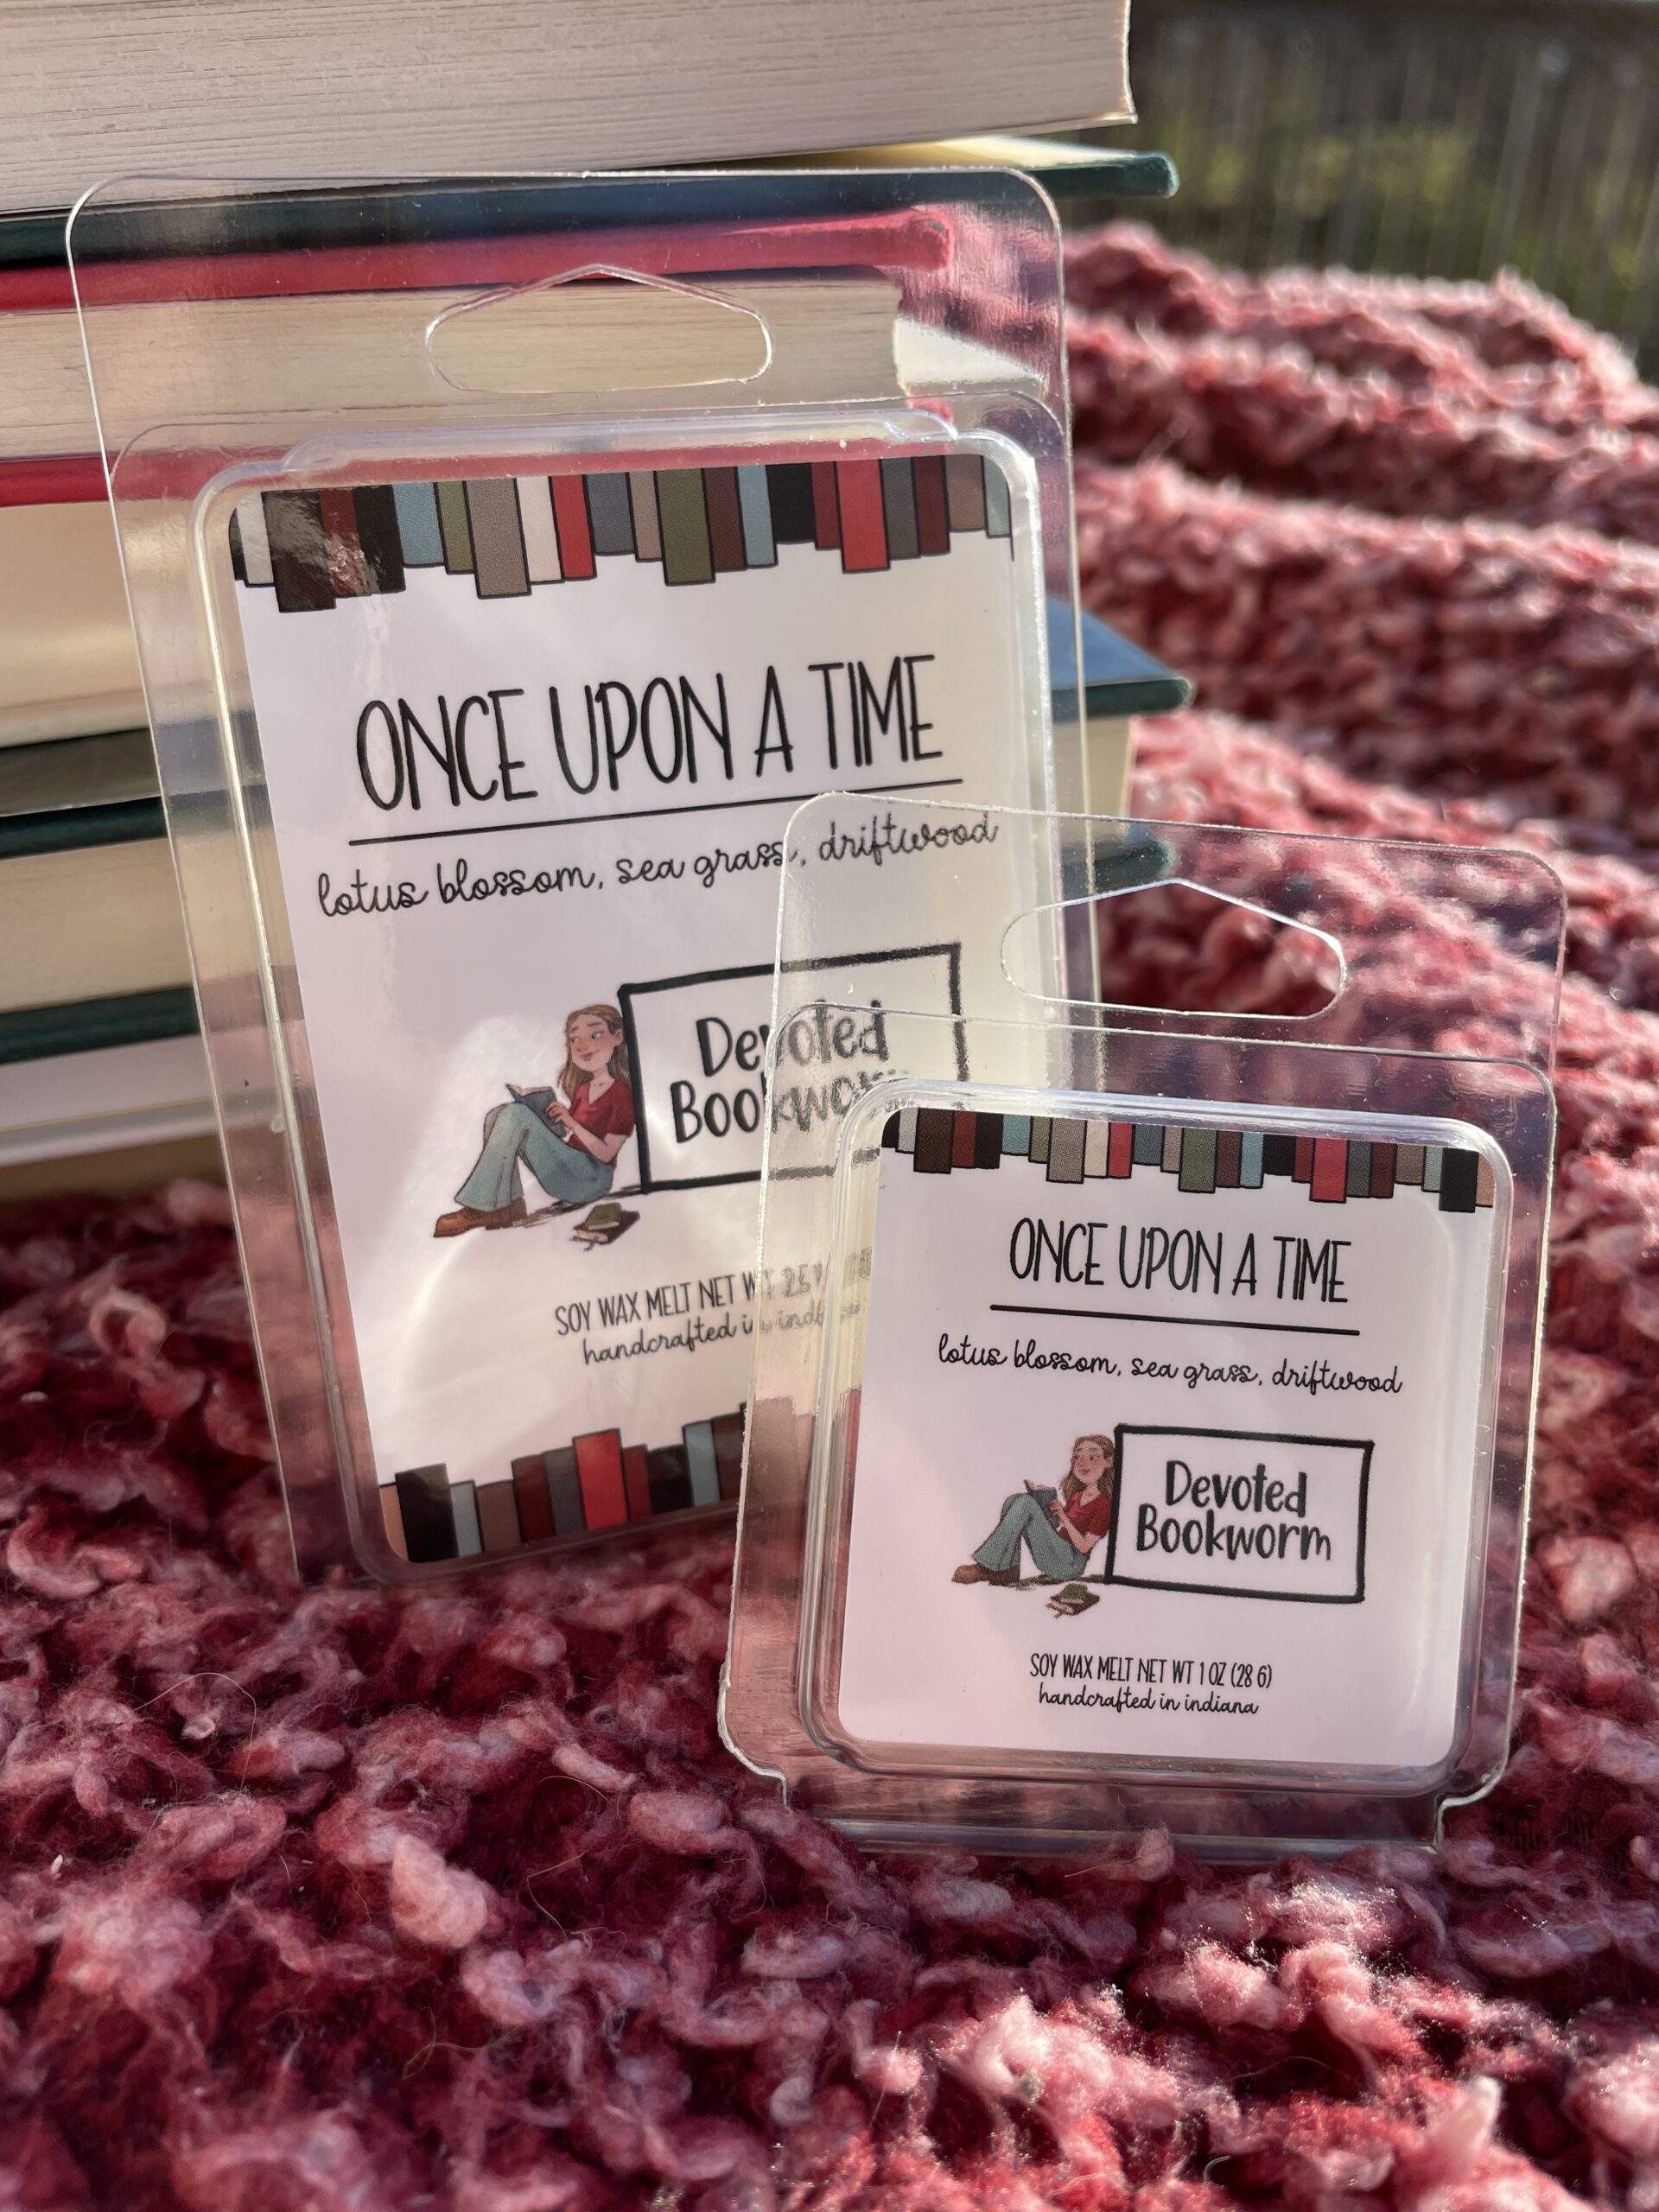 ONCE UPON A TIME
lotus blossom, sea grass, driftwood
Devoted
Bookworm
SOY WAX MELT NET WT
handcrafted in
ONCE UPON A TIME
lotus blossom, sea grass, driftwood
Devoted
Bookworm
SOY WAX MELT NET WT 1 OZ (28 G)
handcrafted in indiana